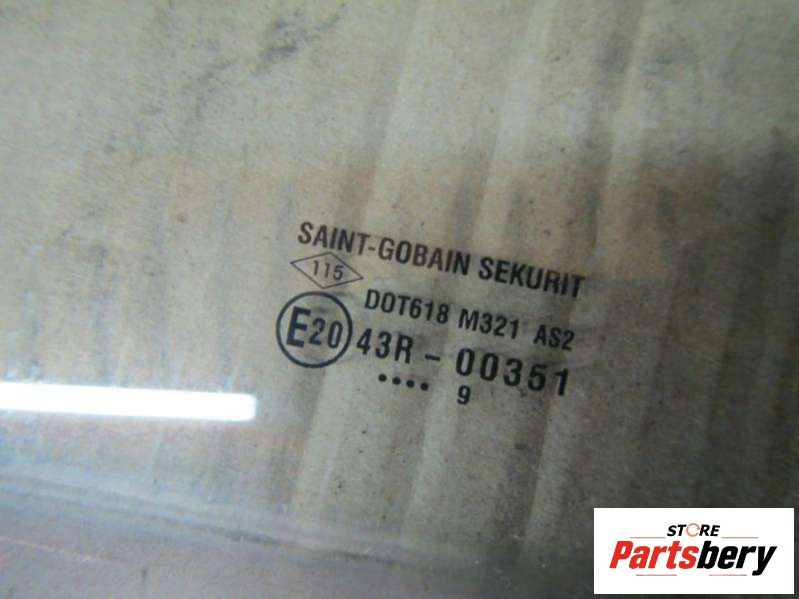 SAINT-GOBAIN SEKURIT
115
DOT618 M321 AS2
E20 43R - 00351
.... 9
STORE
Partsbery